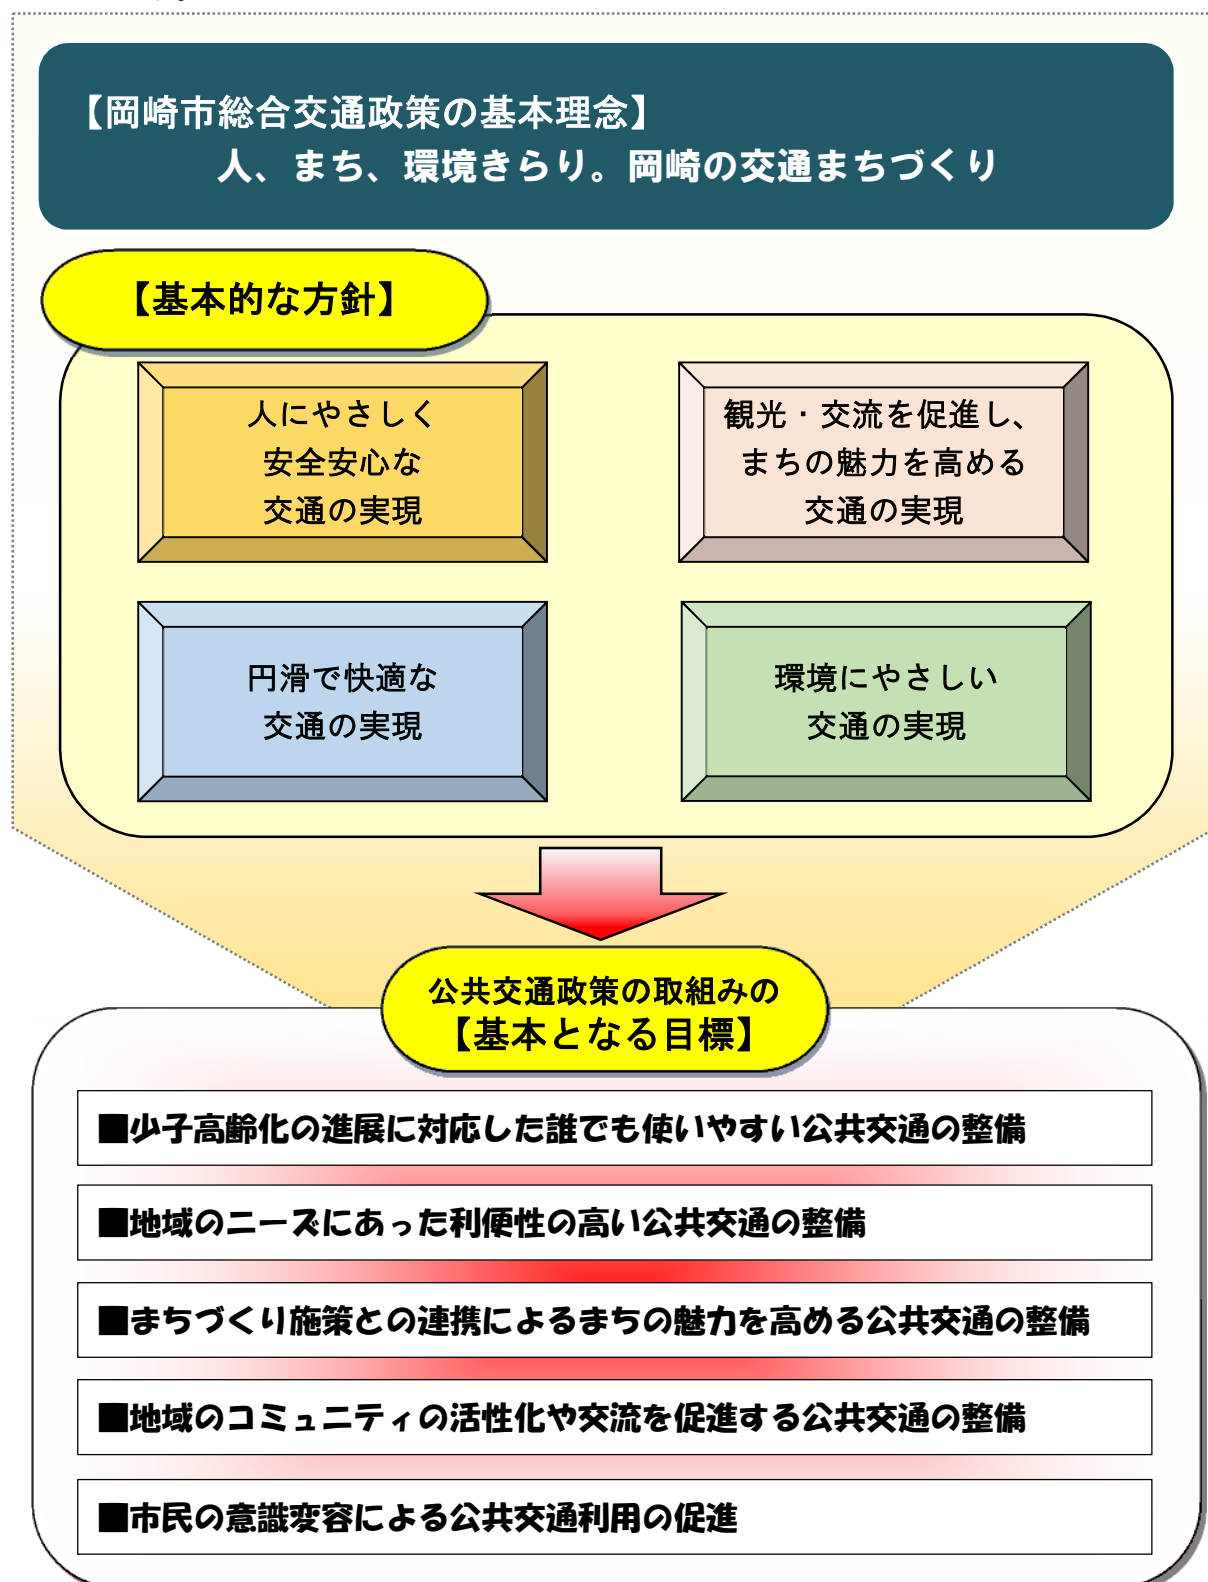 【岡崎市総合交通政策の基本理念】
人、まち、環境きらり。岡崎の交通まちづくり
【基本的な方針】
人にやさしく
安全安心な
交通の実現
観光・交流を促進し、
まちの魅力を高める
交通の実現
円滑で快適な
交通の実現
環境にやさしい
交通の実現
公共交通政策の取組みの
【基本となる目標】
■少子高齢化の進展に対応した誰でも使いやすい公共交通の整備
■地域のニーズにあった利便性の高い公共交通の整備
■まちづくり施策との連携によるまちの魅力を高める公共交通の整備
■地域のコミュニティの活性化や交流を促進する公共交通の整備
■市民の意識変容による公共交通利用の促進